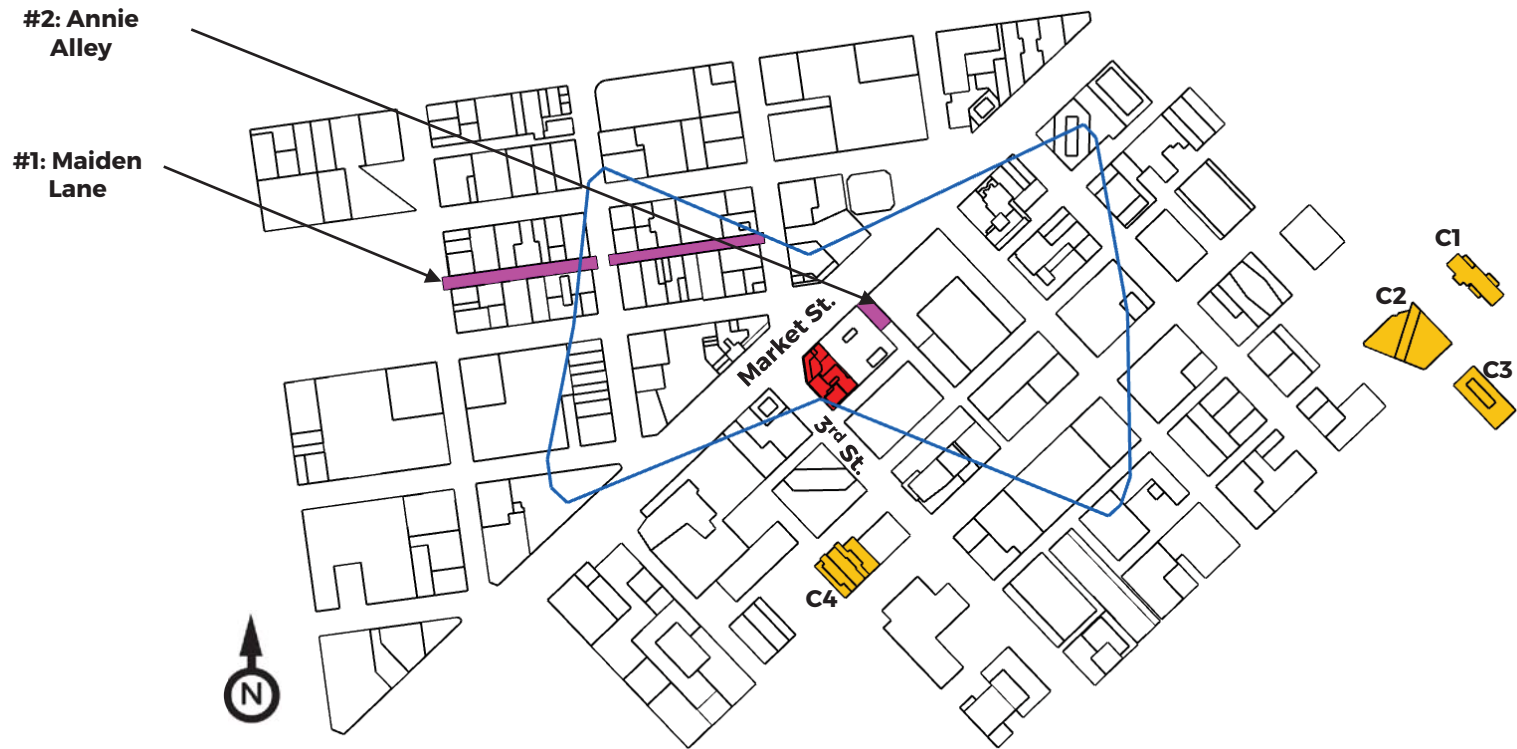 #2: Annie
Alley
#1: Maiden
Lane
Market St.
3rd St.
C1
C2
C3
C4
N